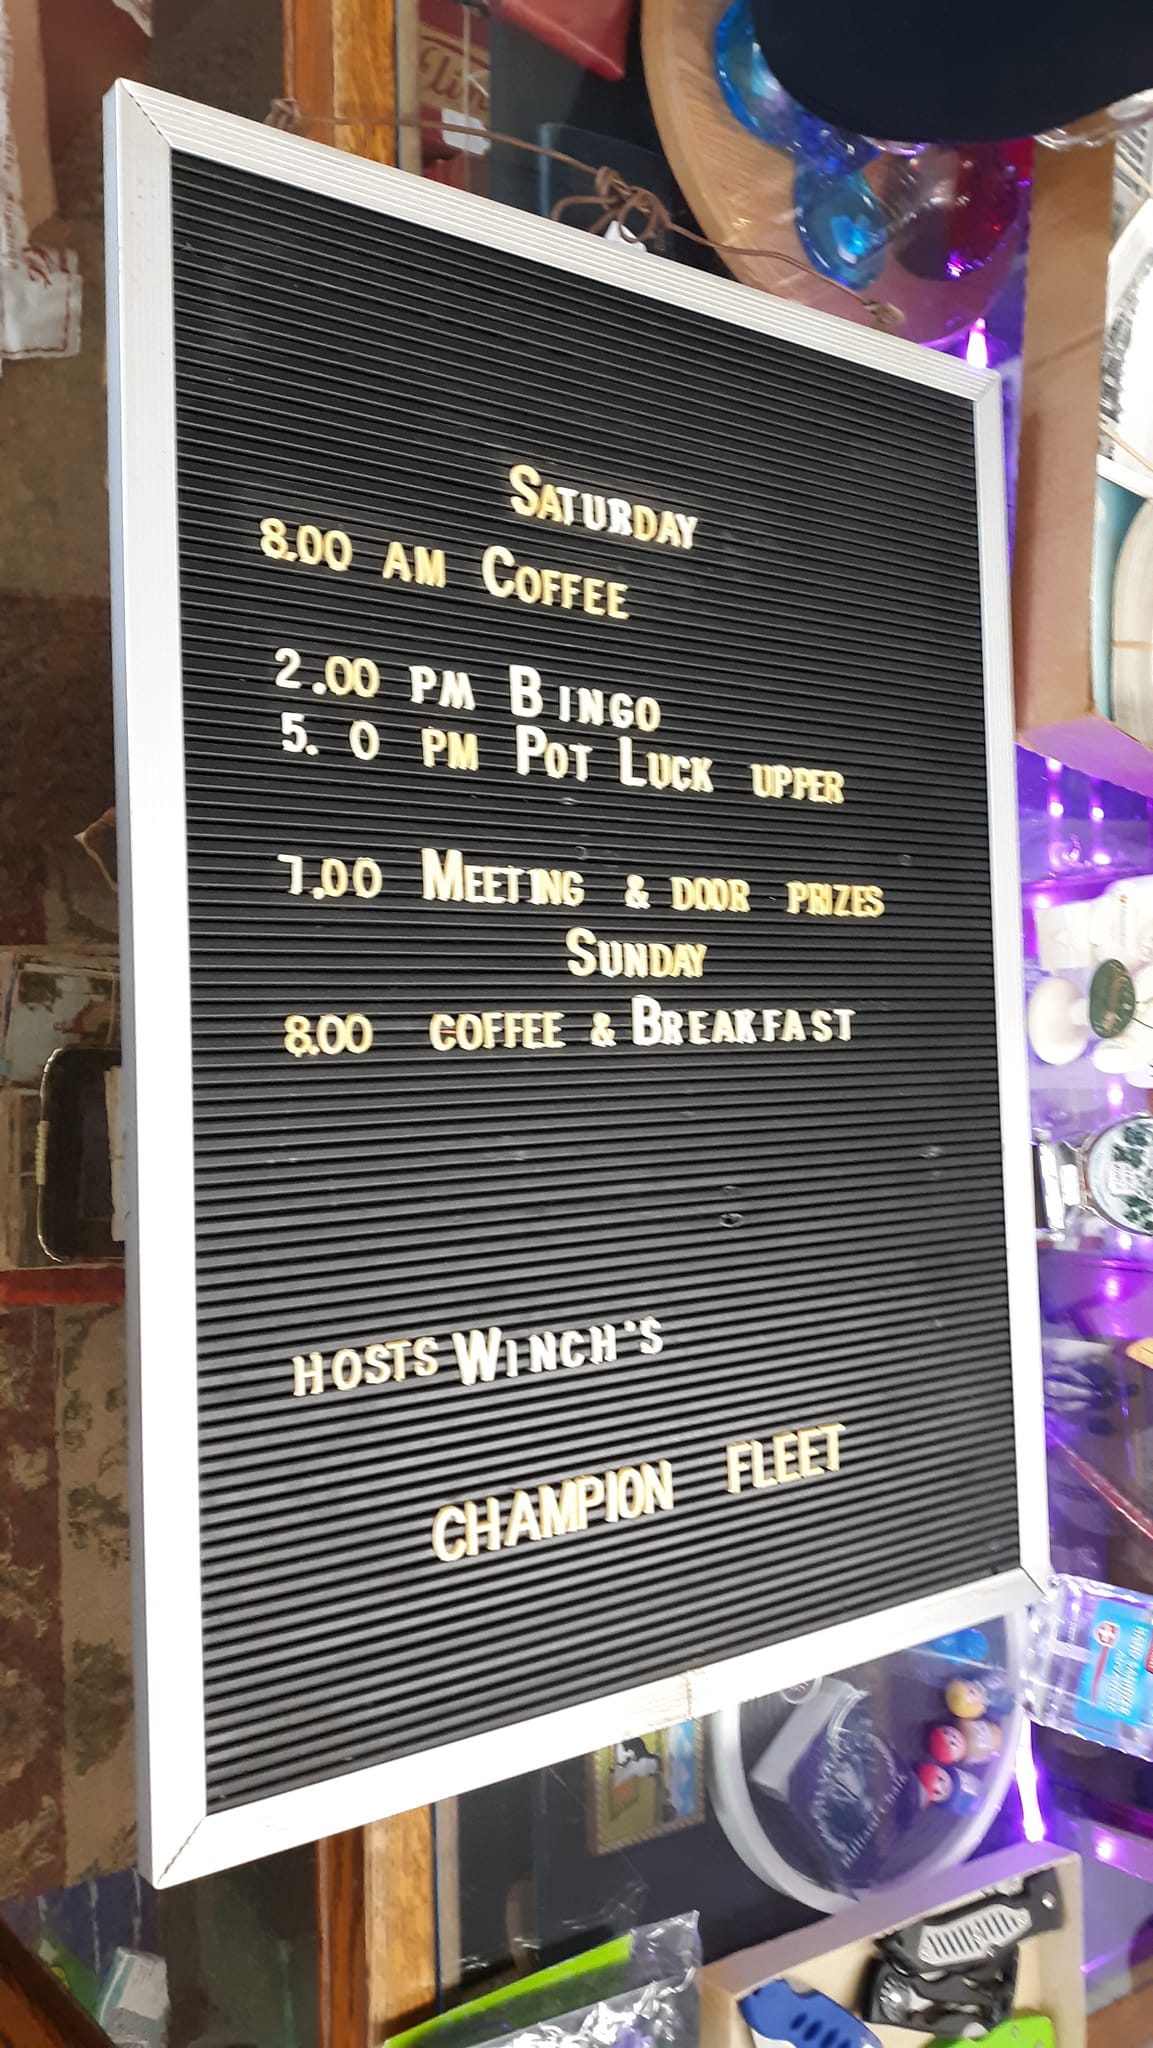 SATURDAY
8.00 AM COFFEE
2.00 PM BINGO
5. 0 PM POT LUCK UPPER
7,00 MEETING & DOOR PRIZES
SUNDAY
8.00 COFFEE & BREAKFAST
HOSTS WINCH'S
CHAMPION FLEET